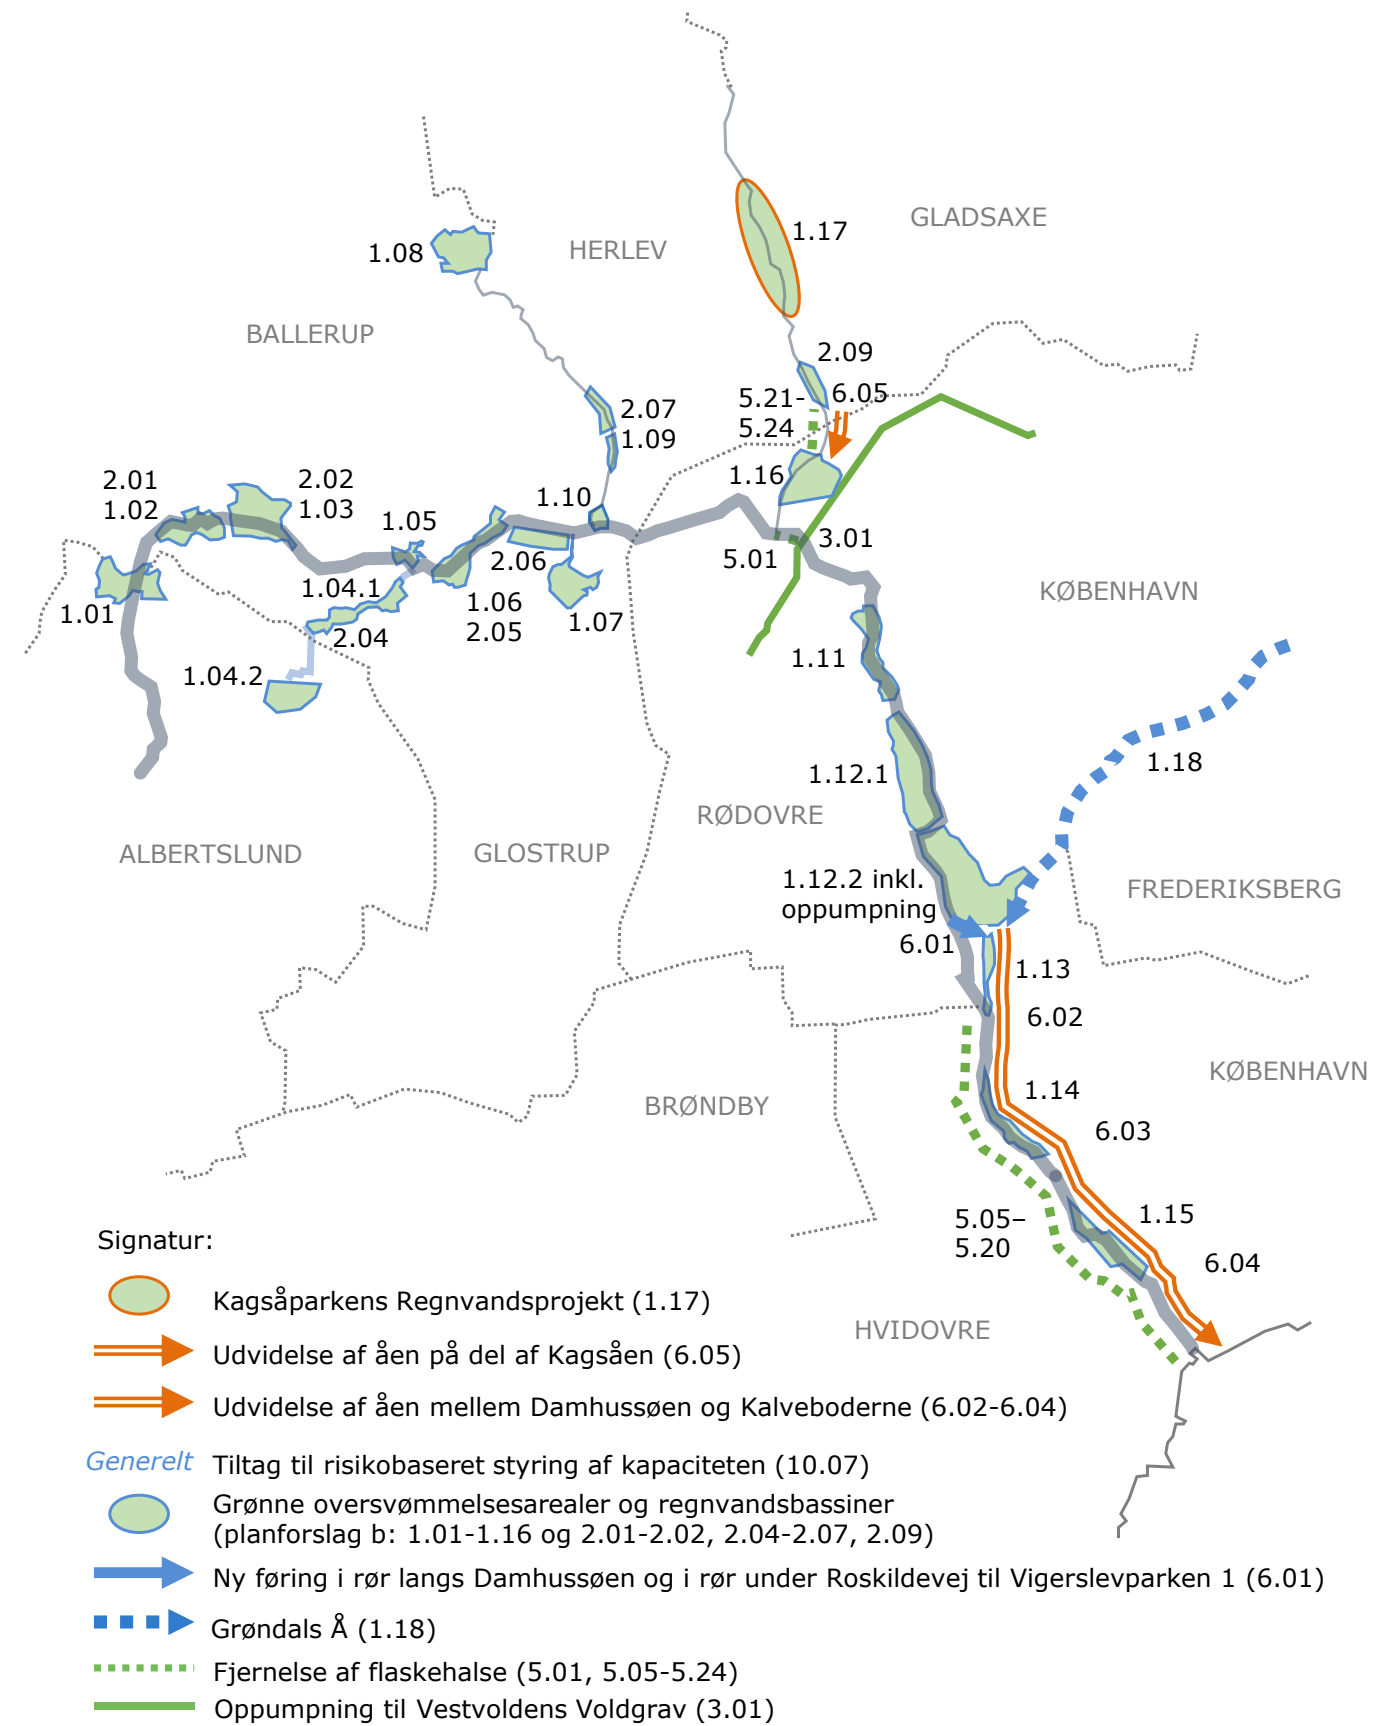 GLADSAXE
1.17
HERLEV
1.08
BALLERUP
2.09
6.05
5.21-
5.24
2.07
1.09
1.16
2.01
1.02
2.02
1.03
1.10
1.05
3.01
5.01
2.06
1.04.1
KØBENHAVN
1.06
2.05
1.07
1.01
2.04
1.11
1.04.2
1.18
1.12.1
RØDOVRE
ALBERTSLUND
GLOSTRUP
1.12.2 inkl.
oppumpning
FREDERIKSBERG
6.01
1.13
6.02
KØBENHAVN
1.14
BRØNDBY
6.03
1.15
5.05–
5.20
6.04
HVIDOVRE
Signatur:
Kagsåparkens Regnvandsprojekt (1.17)
Udvidelse af åen på del af Kagsåen (6.05)
Udvidelse af åen mellem Damhussøen og Kalveboderne (6.02-6.04)
Generelt Tiltag til risikobaseret styring af kapaciteten (10.07)
Grønne oversvømmelsesarealer og regnvandsbassiner
(planforslag b: 1.01-1.16 og 2.01-2.02, 2.04-2.07, 2.09)
Ny føring i rør langs Damhussøen og i rør under Roskildevej til Vigerslevparken 1 (6.01)
Grøndals Å (1.18)
Fjernelse af flaskehalse (5.01, 5.05-5.24)
Oppumpning til Vestvoldens Voldgrav (3.01)